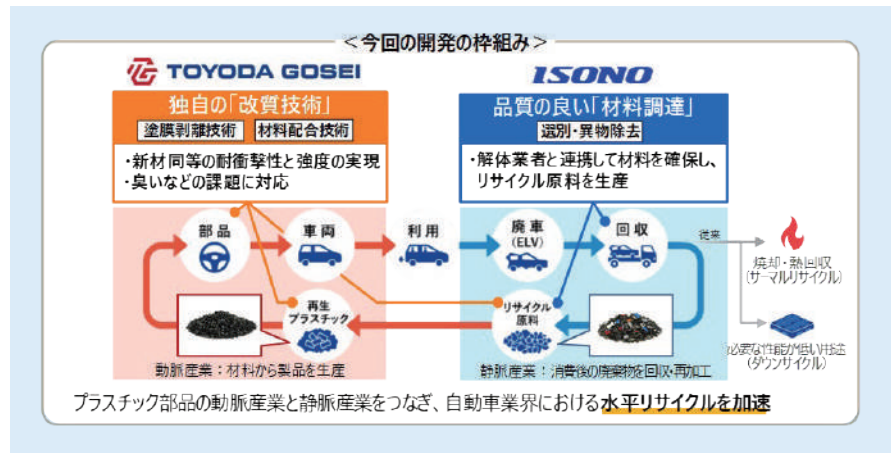 ＜今回の開発の枠組み＞
TG TOYODA GOSEI
ISONO
独自の「改質技術」
塗膜剥離技術 材料配合技術
・新材同等の耐衝撃性と強度の実現
・臭いなどの課題に対応
品質の良い「材料調達」
選別・異物除去
・解体業者と連携して材料を確保し、
リサイクル原料を生産
部品
車両
利用
廃車
(ELV)
回収
従来
焼却・熱回収
(サーマルリサイクル)
再生
プラスチック
リサイクル
原料
必要な性能が低い用途
(ダウンサイクル)
動脈産業：材料から製品を生産
静脈産業：消費後の廃棄物を回収・再加工
プラスチック部品の動脈産業と静脈産業をつなぎ、自動車業界における水平リサイクルを加速